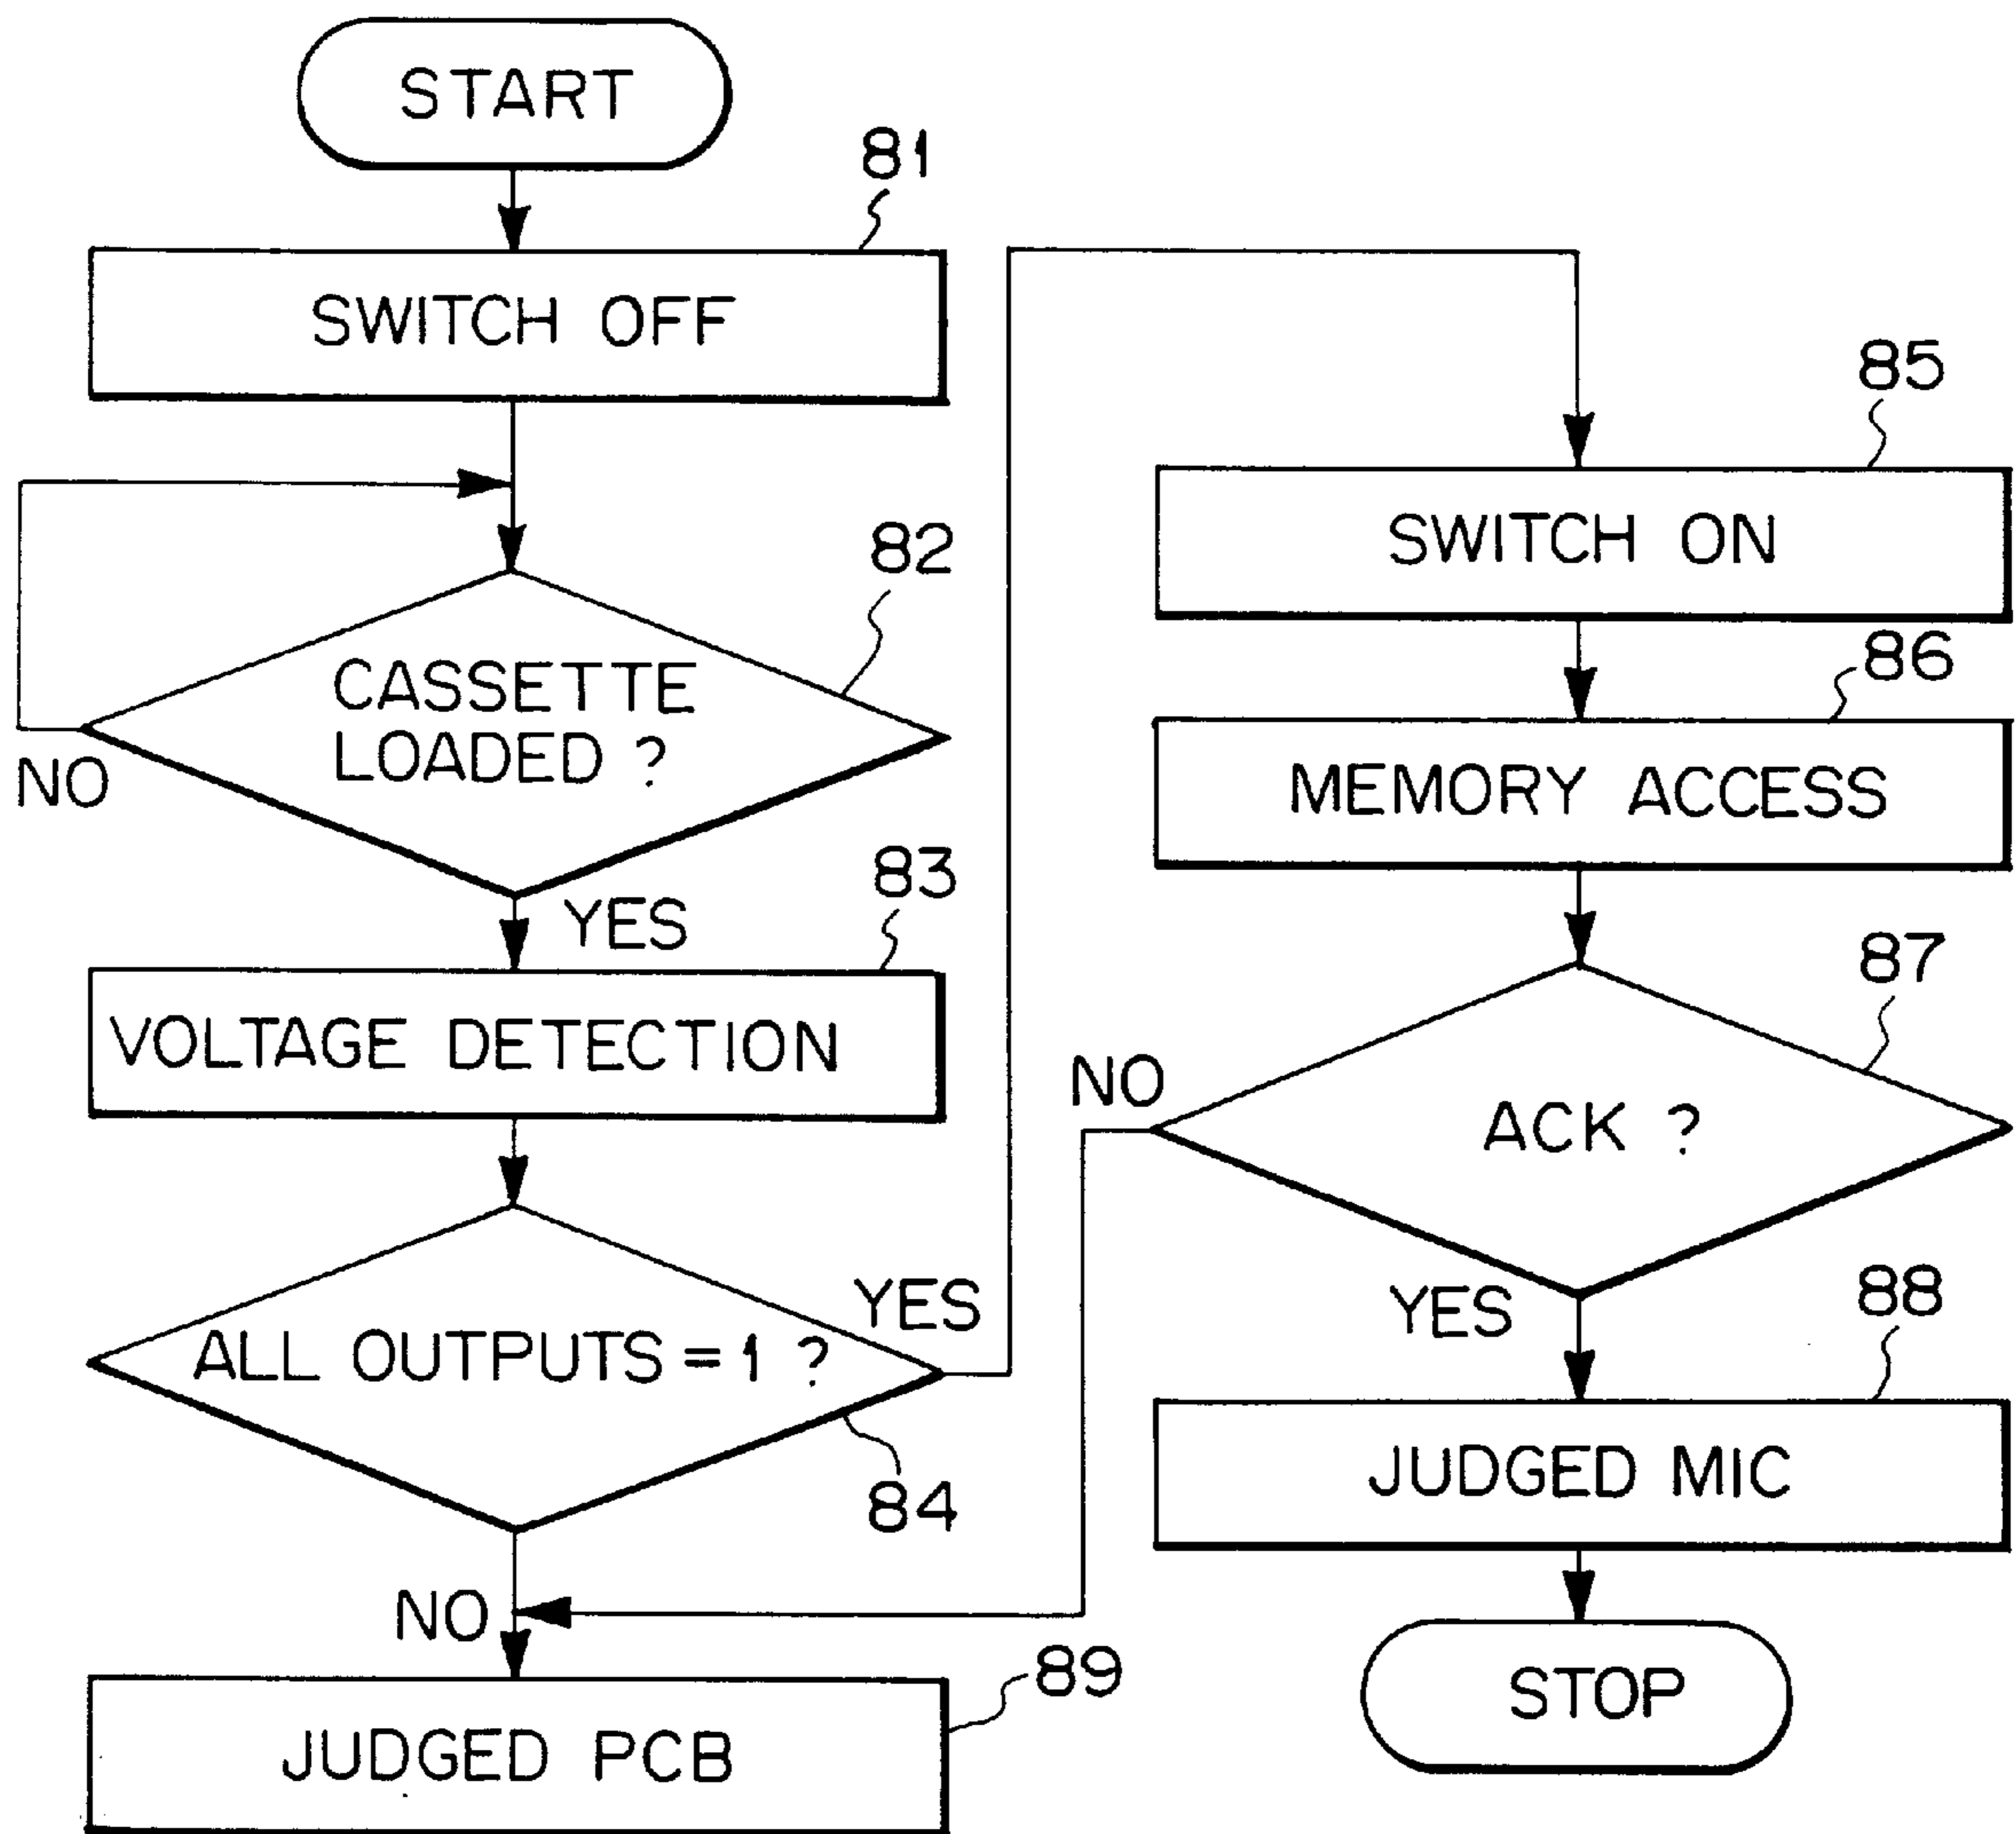 START
81
SWITCH OFF
82
CASSETTE
LOADED ?
NO
YES
83
VOLTAGE DETECTION
ALL OUTPUTS = 1 ?
YES
84
NO
JUDGED PCB
89
85
SWITCH ON
86
MEMORY ACCESS
87
NO
ACK ?
YES
88
JUDGED MIC
STOP